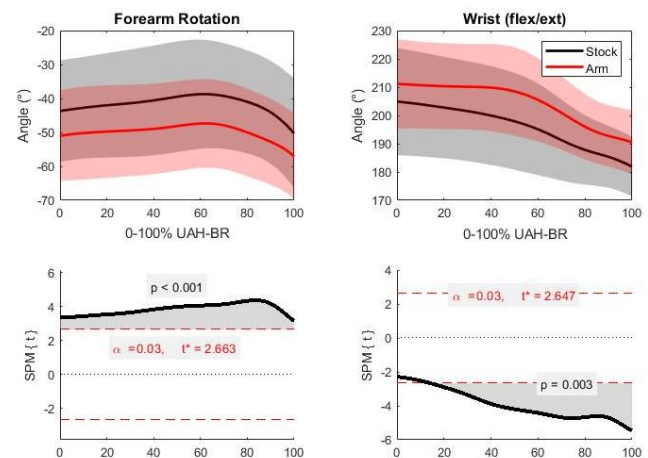 Forearm Rotation
-20
-30
-40
-50
-60
-70
Angle (°)
0 20 40 60 80 100
0-100% UAH-BR
Wrist (flex/ext)
230
220
210
200
190
180
170
Angle (°)
Stock
Arm
0 20 40 60 80 100
0-100% UAH-BR
6
4
2
0
-2
SPM { t }
p < 0.001
α =0.03, t* = 2.663
0 20 40 60 80 100
4
2
0
-2
-4
-6
SPM { t }
α =0.03, t* = 2.647
p = 0.003
0 20 40 60 80 100